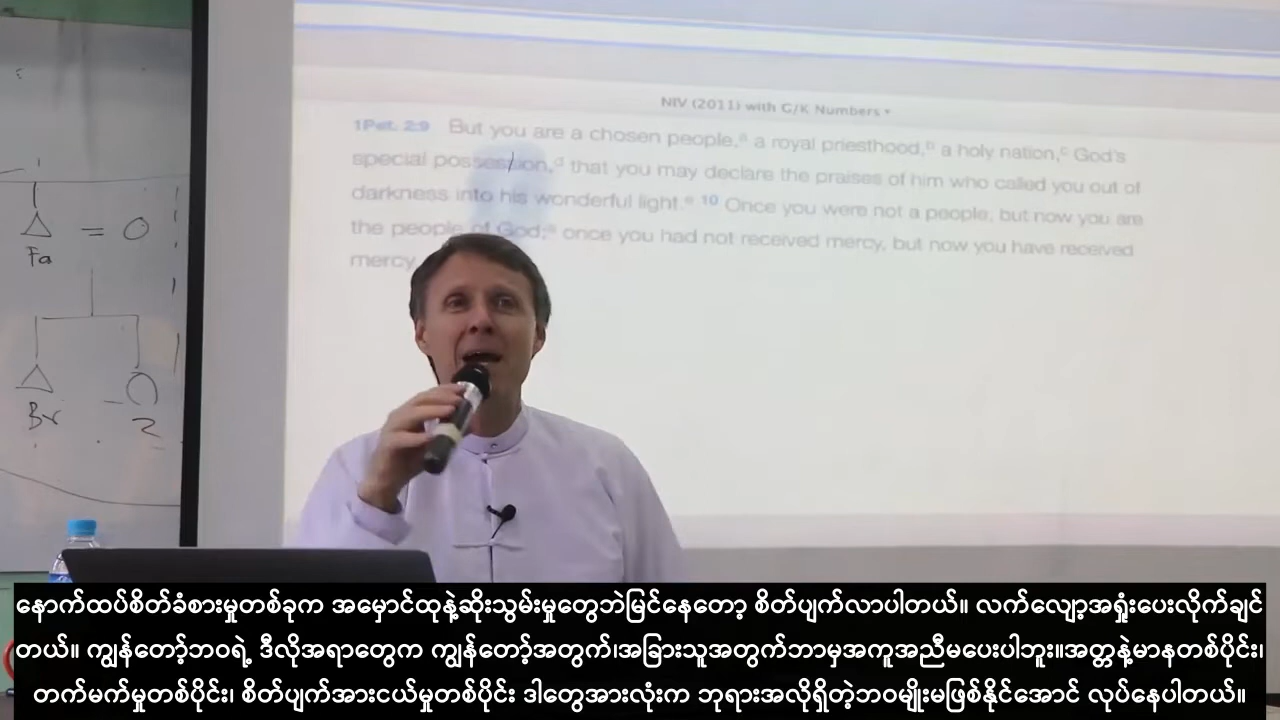 NIV (2011) with G/K Numbers
1Pet. 2:9 But you are a chosen people,a a royal priesthood,b a holy nation,c God's
special possession,d that you may declare the praises of him who called you out of
darkness into his wonderful light.e 10 Once you were not a people, but now you are
the people of God;a once you had not received mercy, but now you have received
mercy
= 0
Fa
Br
2
နောက်ထပ်စိတ်ခံစားမှုတစ်ခုက အမှောင်ထုနဲ့ဆိုးသွမ်းမှုတွေဘဲမြင်နေတော့ စိတ်ပျက်လာပါတယ်။ လက်လျော့အရှုံးပေးလိုက်ချင်
တယ်။ ကျွန်တော့်ဘဝရဲ့ ဒီလိုအရာတွေက ကျွန်တော့်အတွက်၊အခြားသူအတွက်ဘာမှအကူအညီမပေးပါဘူး။အတ္တနဲ့မာနတစ်ပိုင်း၊
တက်မက်မှုတစ်ပိုင်း၊ စိတ်ပျက်အားငယ်မှုတစ်ပိုင်း ဒါတွေအားလုံးက ဘုရားအလိုရှိတဲ့ဘဝမျိုးမဖြစ်နိုင်အောင် လုပ်နေပါတယ်။